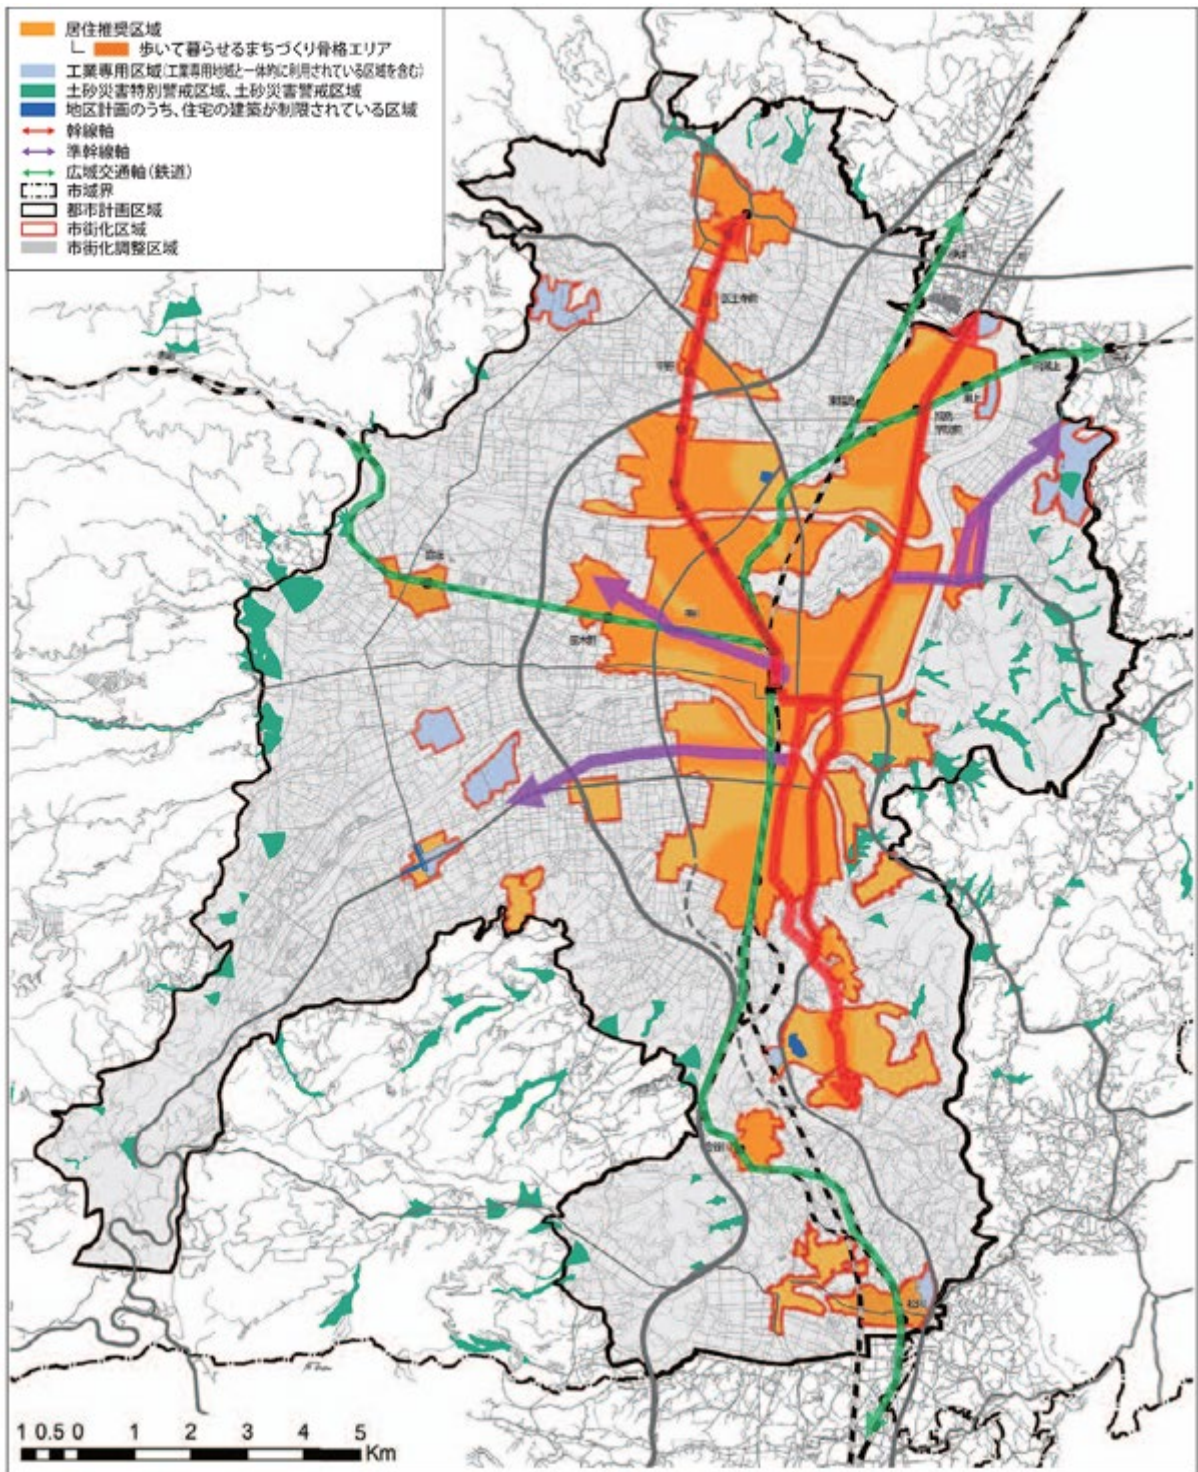 居住推奨区域
歩いて暮らせるまちづくり骨格エリア
工業専用区域(工業専用地域と一体的に利用されている区域を含む)
土砂災害特別警戒区域、土砂災害警戒区域
地区計画のうち、住宅の建築が制限されている区域
幹線軸
準幹線軸
広域交通軸(鉄道)
市域界
都市計画区域
市街化区域
市街化調整区域
医王寺前
東福島
1 0.5 0 1 2 3 4 5
Km